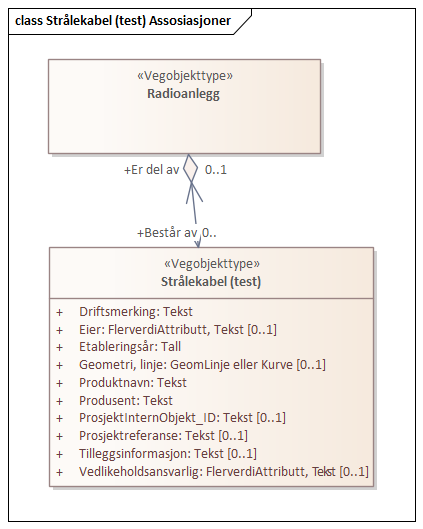 class Strålekabel (test) Assosiasjoner
«Vegobjekttype»
Radioanlegg
+Er del av 0..1
+Består av 0..
«Vegobjekttype»
Strålekabel (test)
+ Driftsmerking: Tekst
+ Eier: FlerverdiAttributt, Tekst [0..1]
+ Etableringsår: Tall
+ Geometri, linje: GeomLinje eller Kurve [0..1]
+ Produktnavn: Tekst
+ Produsent: Tekst
+ ProsjektInternObjekt_ID: Tekst [0..1]
+ Prosjektreferanse: Tekst [0..1]
+ Tilleggsinformasjon: Tekst [0..1]
+ Vedlikeholdsansvarlig: FlerverdiAttributt, Tekst [0..1]